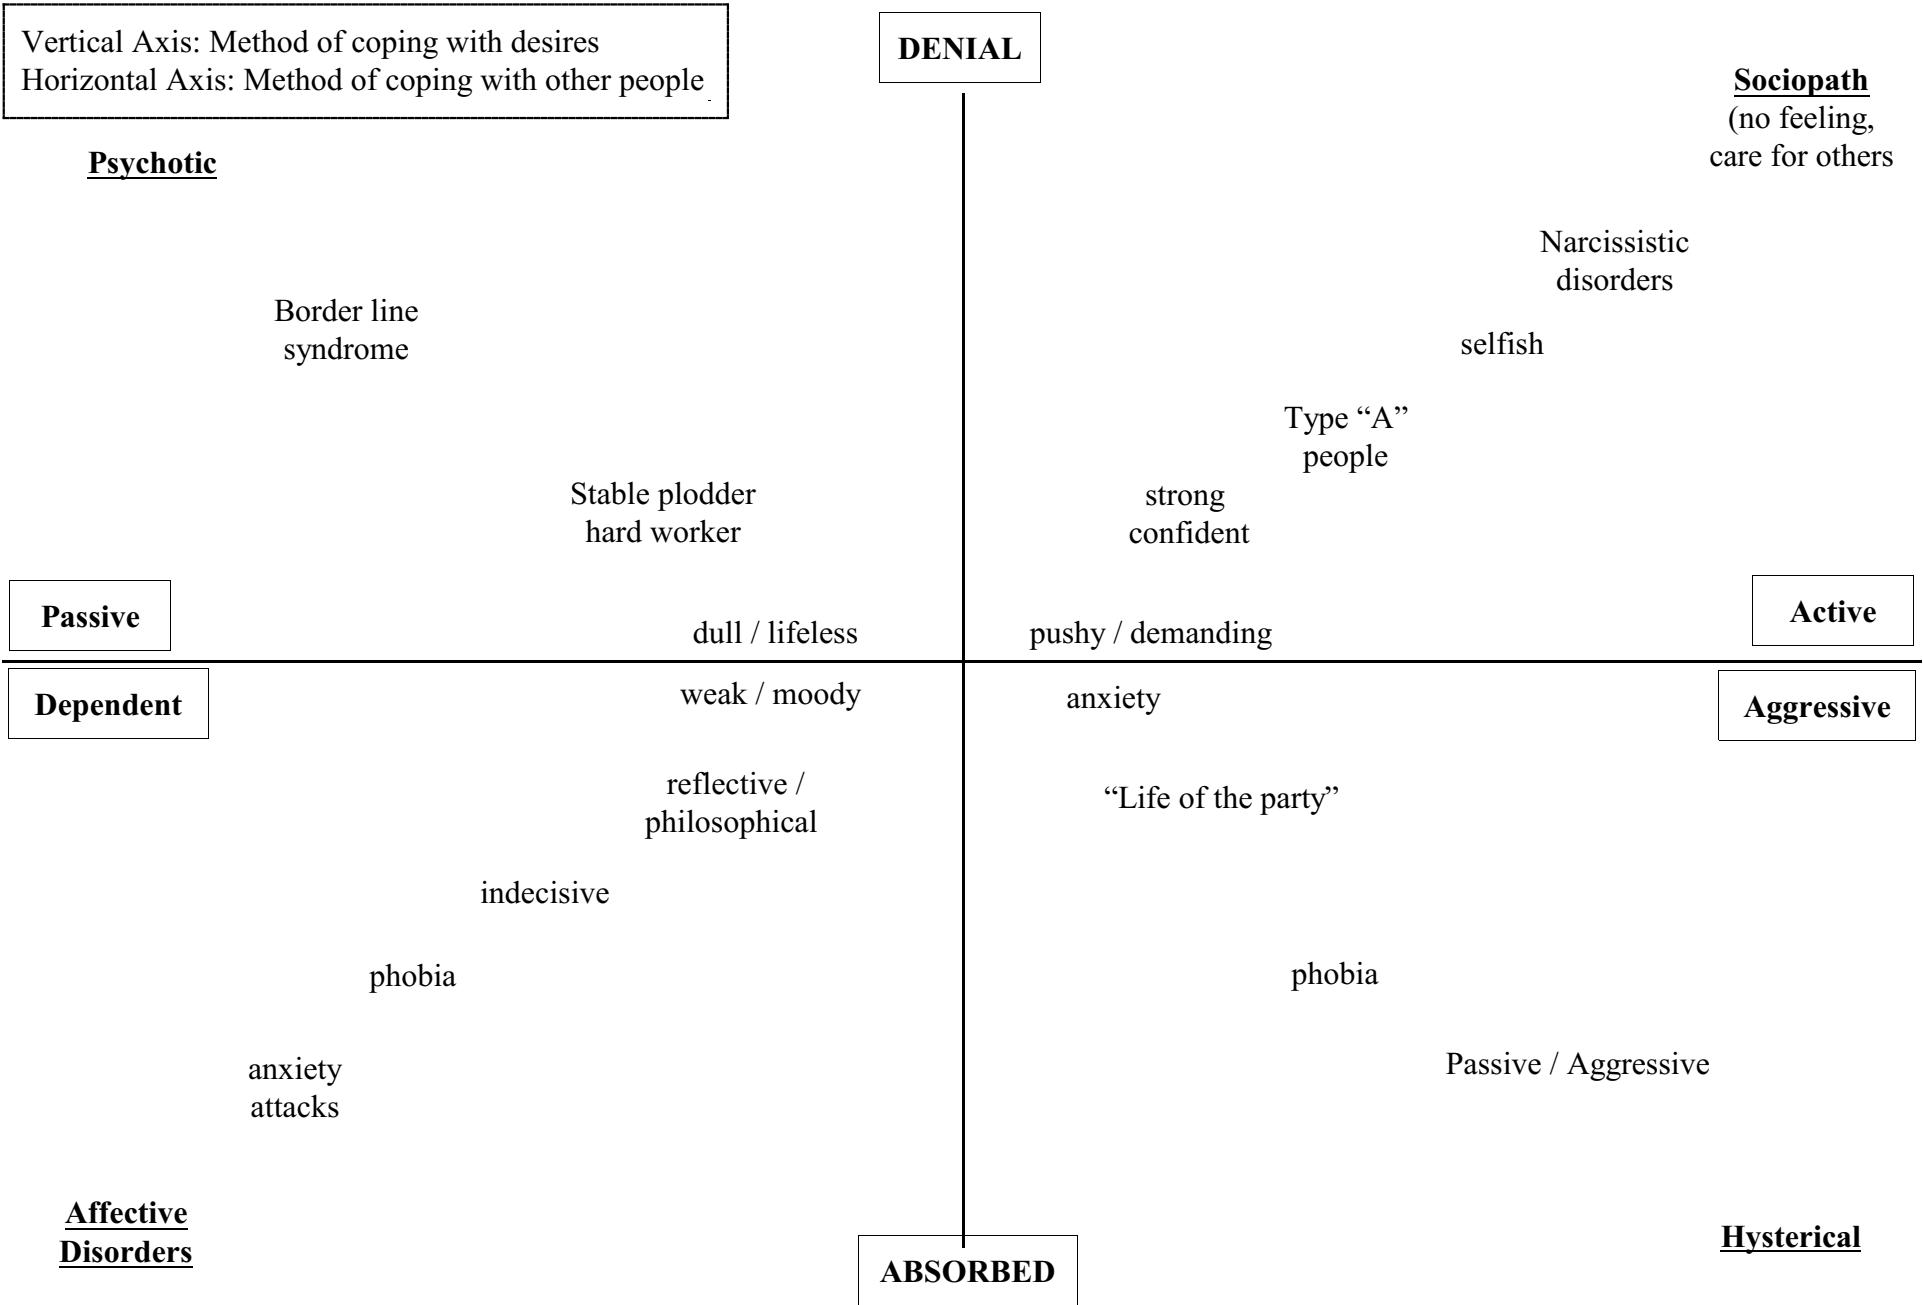 Vertical Axis: Method of coping with desires
Horizontal Axis: Method of coping with other people
DENIAL
Sociopath
(no feeling,
care for others
Psychotic
Narcissistic
disorders
Border line
syndrome
selfish
Type “A”
people
Stable plodder
hard worker
strong
confident
Passive
Active
dull / lifeless
pushy / demanding
Dependent
weak / moody
anxiety
Aggressive
reflective /
philosophical
“Life of the party”
indecisive
phobia
phobia
anxiety
attacks
Passive / Aggressive
Affective
Disorders
Hysterical
ABSORBED